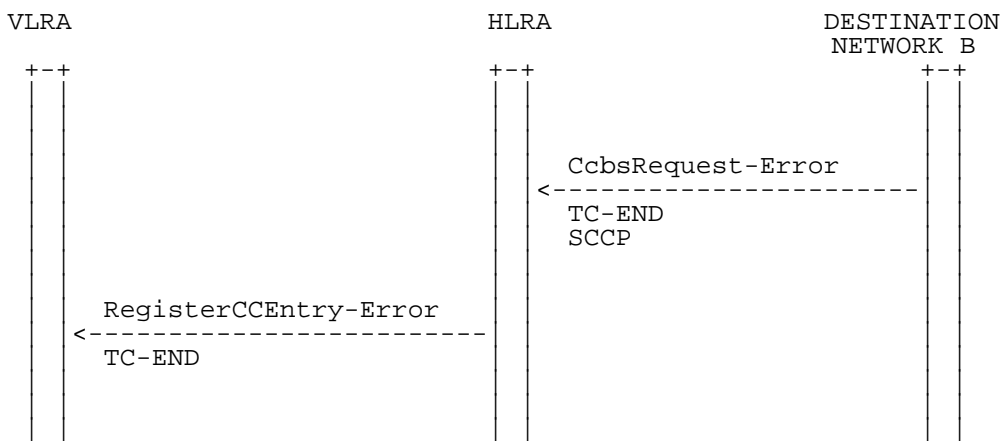 VLRA HLRA DESTINATION
NETWORK B
CcbsRequest-Error
TC-END
SCCP
RegisterCCEntry-Error
TC-END